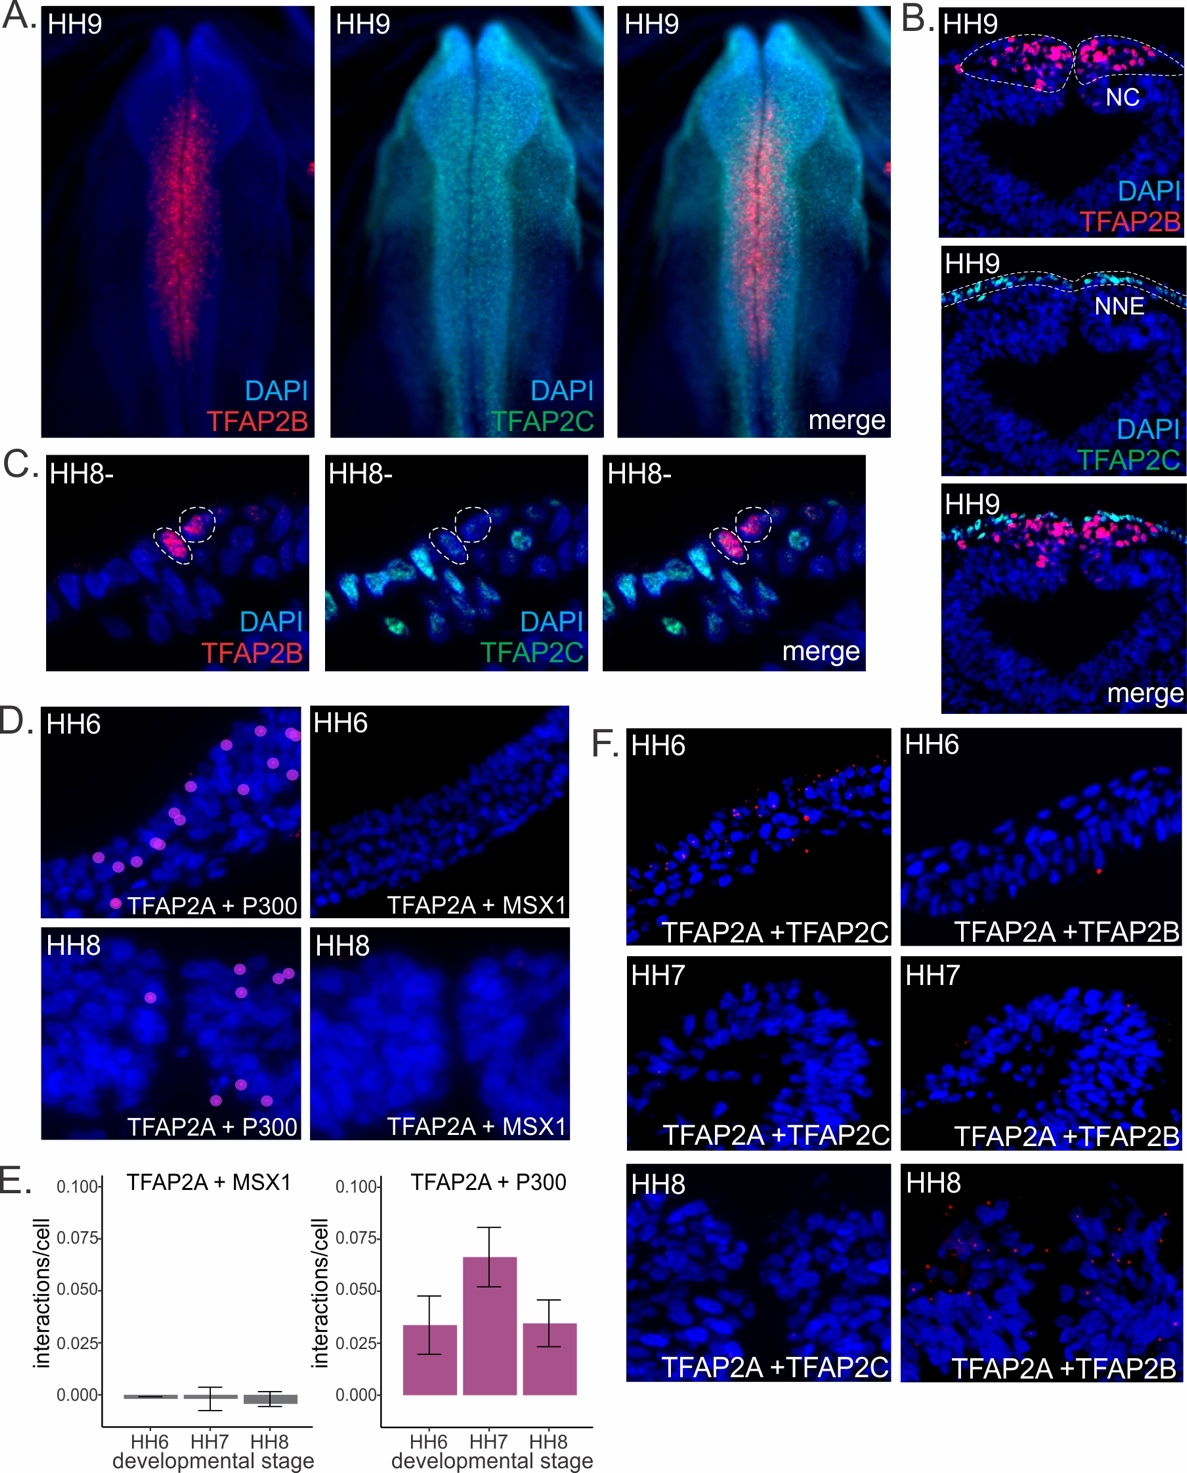 A.
HH9
DAPI
TFAP2B
HH9
DAPI
TFAP2C
HH9
merge
B.
HH9
NC
DAPI
TFAP2B
HH9
NNE
DAPI
TFAP2C
HH9
merge
C.
HH8-
DAPI
TFAP2B
HH8-
DAPI
TFAP2C
HH8-
merge
D.
HH6
TFAP2A + P300
HH6
TFAP2A + MSX1
HH8
TFAP2A + P300
HH8
TFAP2A + MSX1
E.
TFAP2A + MSX1
interactions/cell
0.100
0.075
0.050
0.025
0.000
HH6 HH7 HH8
developmental stage
TFAP2A + P300
interactions/cell
0.100
0.075
0.050
0.025
0.000
HH6 HH7 HH8
developmental stage
F.
HH6
TFAP2A +TFAP2C
HH6
TFAP2A +TFAP2B
HH7
TFAP2A +TFAP2C
HH7
TFAP2A +TFAP2B
HH8
TFAP2A +TFAP2C
HH8
TFAP2A +TFAP2B